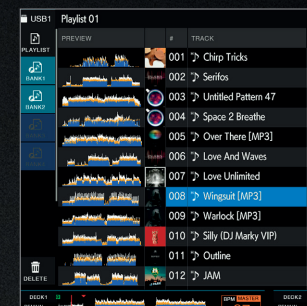 USB1 Playlist 01
PLAYLIST PREVIEW # TRACK
001 Chirp Tricks
BANK1 002 Serifos
003 Untitled Pattern 47
BANK2 004 Space 2 Breathe
005 Over There [MP3]
006 Love And Waves
007 Love Unlimited
008 Wingsuit [MP3]
009 Warlock [MP3]
010 Silly (DJ Marky VIP)
011 Outline
DELETE 012 JAM
DECK1 BPM MASTER DECK2